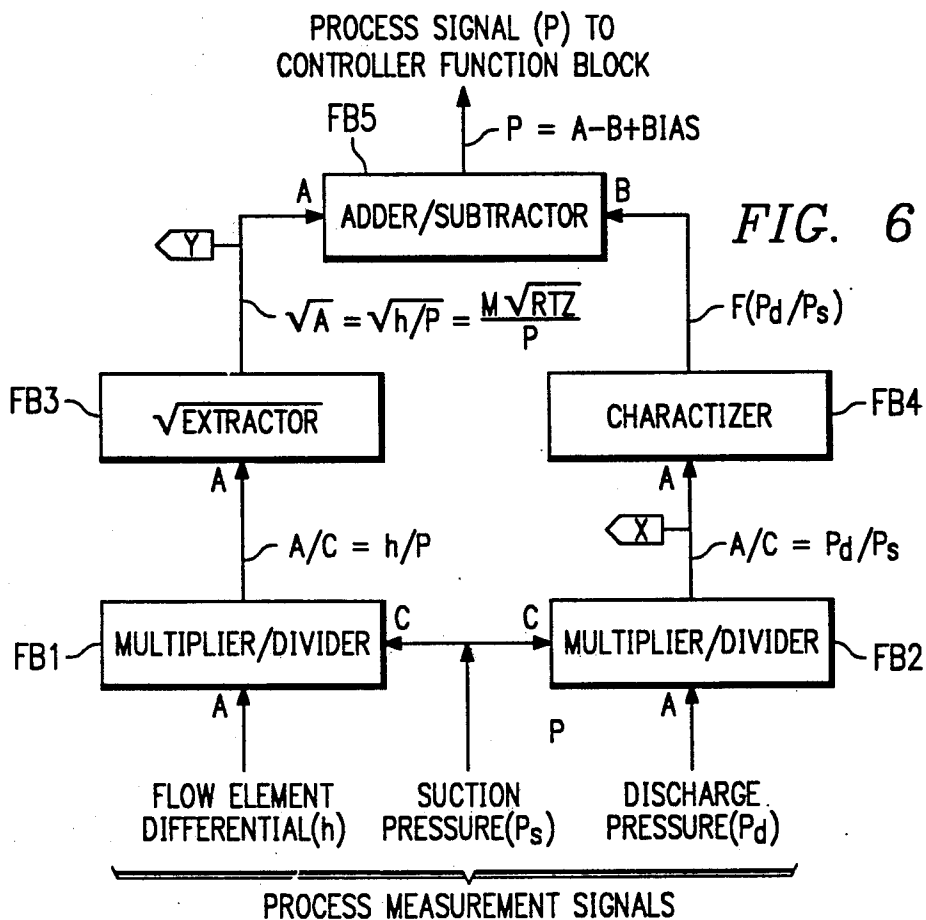 PROCESS SIGNAL (P) TO
CONTROLLER FUNCTION BLOCK
FB5
P = A-B+BIAS
A
B
ADDER/SUBTRACTOR
FIG. 6
Y
√A = √h/P = M√RTZ/P
F(Pd/Ps)
FB3
√EXTRACTOR
CHARACTIZER
FB4
A
A
X
A/C = h/P
A/C = Pd/Ps
FB1
MULTIPLIER/DIVIDER
C
C
MULTIPLIER/DIVIDER
FB2
A
P
A
FLOW ELEMENT
DIFFERENTIAL(h)
SUCTION
PRESSURE(Ps)
DISCHARGE
PRESSURE(Pd)
PROCESS MEASUREMENT SIGNALS